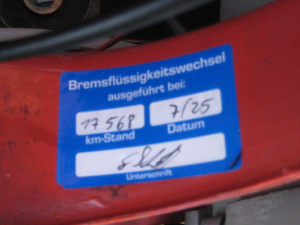 Bremsflüssigkeitswechsel
ausgeführt bei:
17 568 7/25
km-Stand Datum
Unterschrift